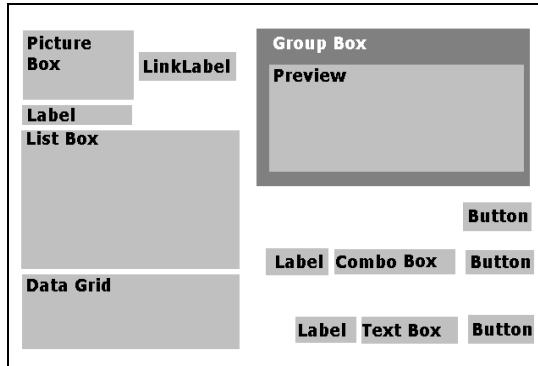 Picture
Box
LinkLabel
Label
List Box
Data Grid
Group Box
Preview
Button
Label Combo Box Button
Label Text Box Button